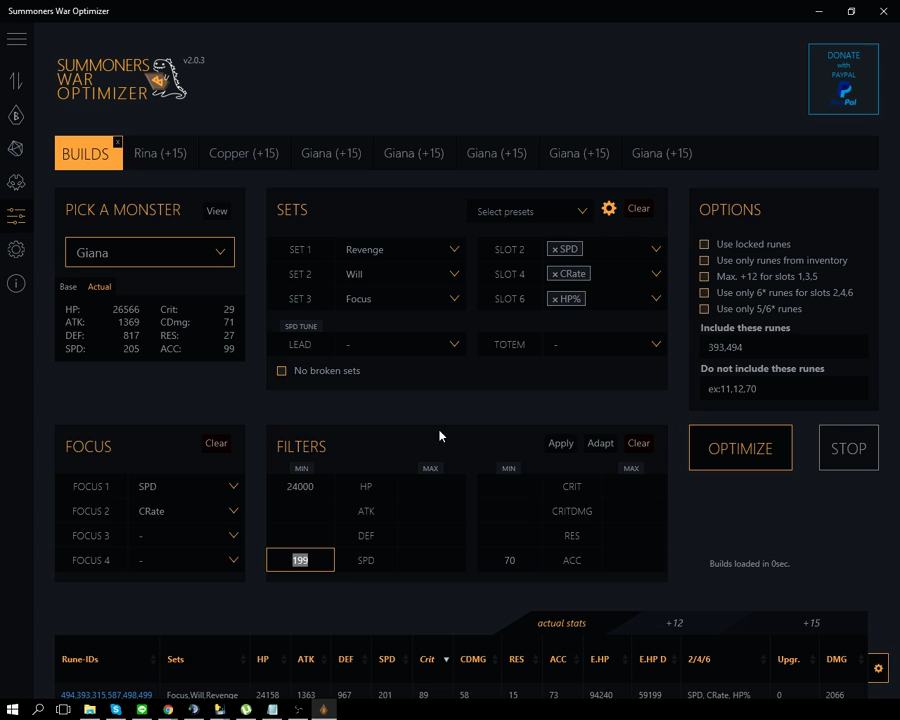 Summoners War Optimizer
SUMMONERS
WAR
OPTIMIZER
v2.0.3
DONATE
with
PAYPAL
PayPal
BUILDS x Rina (+15) Copper (+15) Giana (+15) Giana (+15) Giana (+15) Giana (+15) Giana (+15)
PICK A MONSTER View
Giana
Base Actual
HP: 26566 Crit: 29
ATK: 1369 CDmg: 71
DEF: 817 RES: 27
SPD: 205 ACC: 99
SETS Select presets Clear
SET 1 Revenge SLOT 2 × SPD
SET 2 Will SLOT 4 × CRate
SET 3 Focus SLOT 6 × HP%
SPD TUNE
LEAD - TOTEM -
No broken sets
OPTIONS
Use locked runes
Use only runes from inventory
Max. +12 for slots 1,3,5
Use only 6* runes for slots 2,4,6
Use only 5/6* runes
Include these runes
393,494
Do not include these runes
ex:11,12,70
FOCUS Clear
FOCUS 1 SPD
FOCUS 2 CRate
FOCUS 3 -
FOCUS 4 -
FILTERS Apply Adapt Clear
MIN MAX MIN MAX
24000 HP CRIT
ATK CRITDMG
DEF RES
199 SPD 70 ACC
OPTIMIZE STOP
Builds loaded in 0sec.
actual stats +12 +15
Rune-IDs Sets HP ATK DEF SPD Crit CDMG RES ACC E.HP E.HP D 2/4/6 Upgr. DMG
494,393,315,587,498,499 Focus,Will,Revenge 24158 1363 967 201 89 58 15 73 94240 59199 SPD, CRate, HP% 0 2066